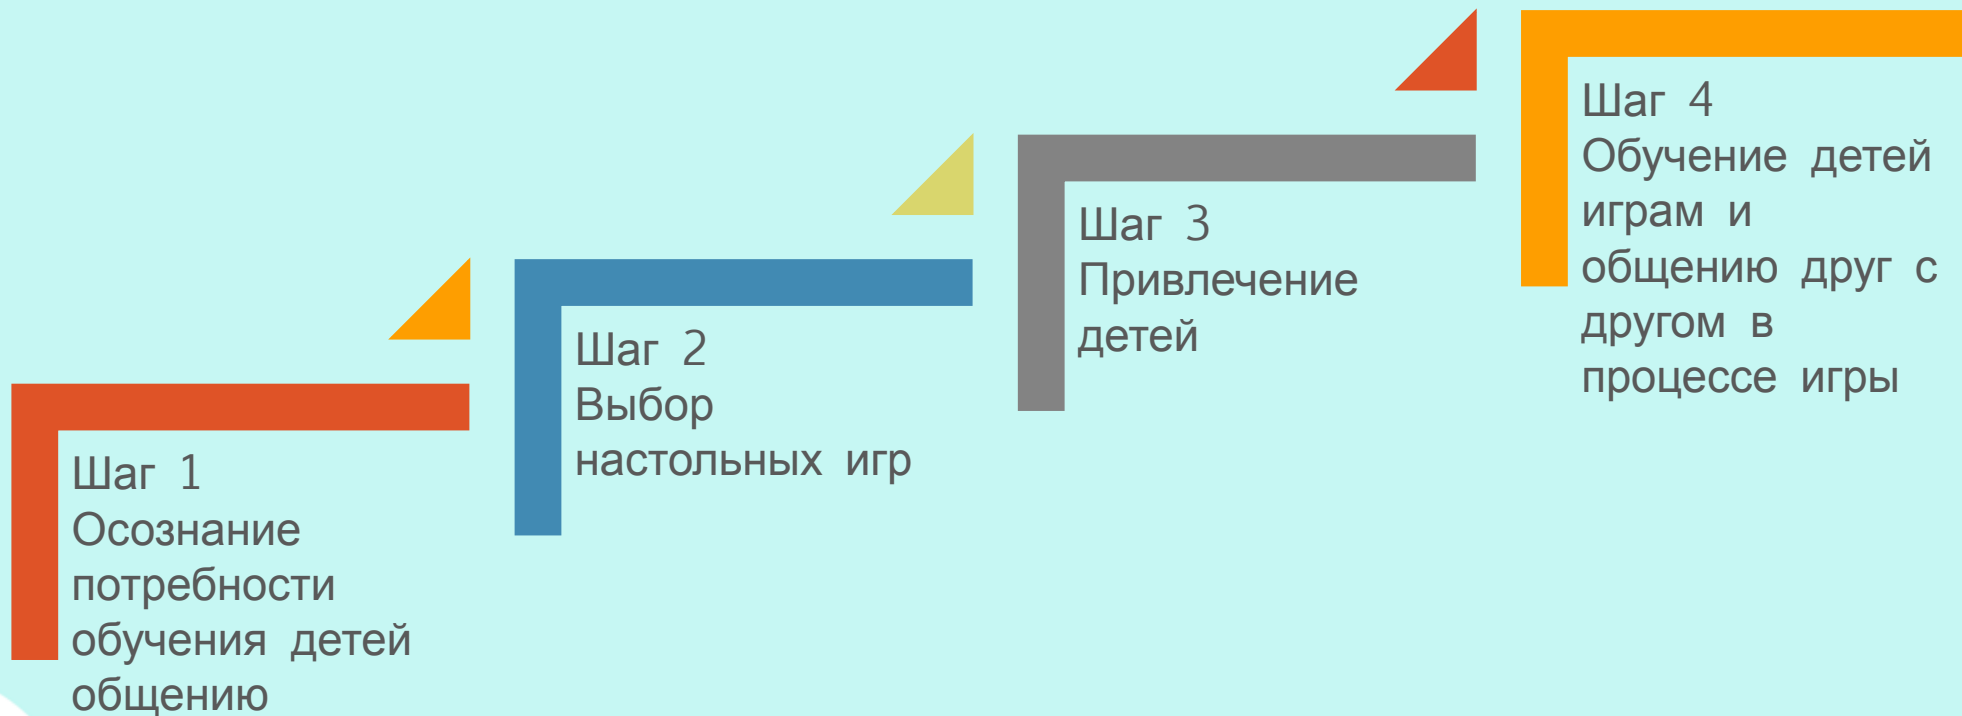 Шаг 1
Осознание
потребности
обучения детей
общению
Шаг 2
Выбор
настольных игр
Шаг 3
Привлечение
детей
Шаг 4
Обучение детей
играм и
общению друг с
другом в
процессе игры